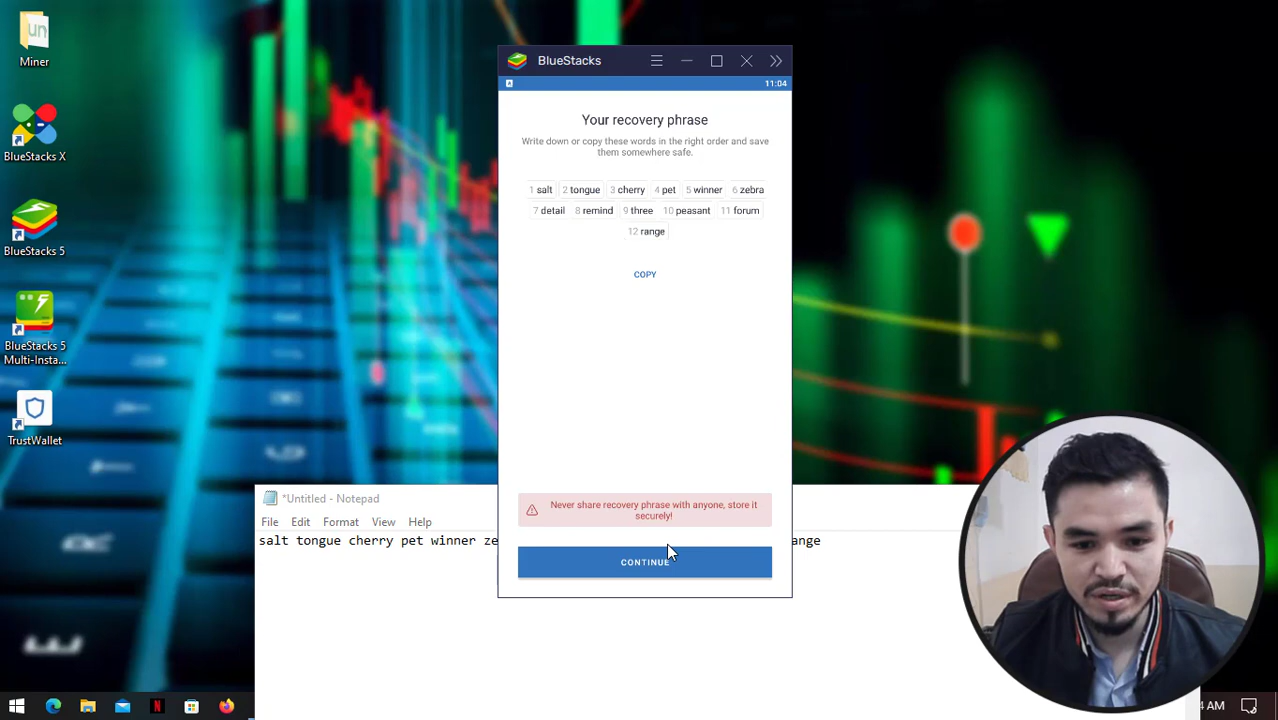 un
Miner
BlueStacks X
BlueStacks 5
BlueStacks 5
Multi-Insta...
TrustWallet
BlueStacks
A
11:04
Your recovery phrase
Write down or copy these words in the right order and save
them somewhere safe.
1 salt 2 tongue 3 cherry 4 pet 5 winner 6 zebra
7 detail 8 remind 9 three 10 peasant 11 forum
12 range
COPY
Never share recovery phrase with anyone, store it
securely!
CONTINUE
*Untitled - Notepad
File Edit Format View Help
salt tongue cherry pet winner ze
ange
4 AM